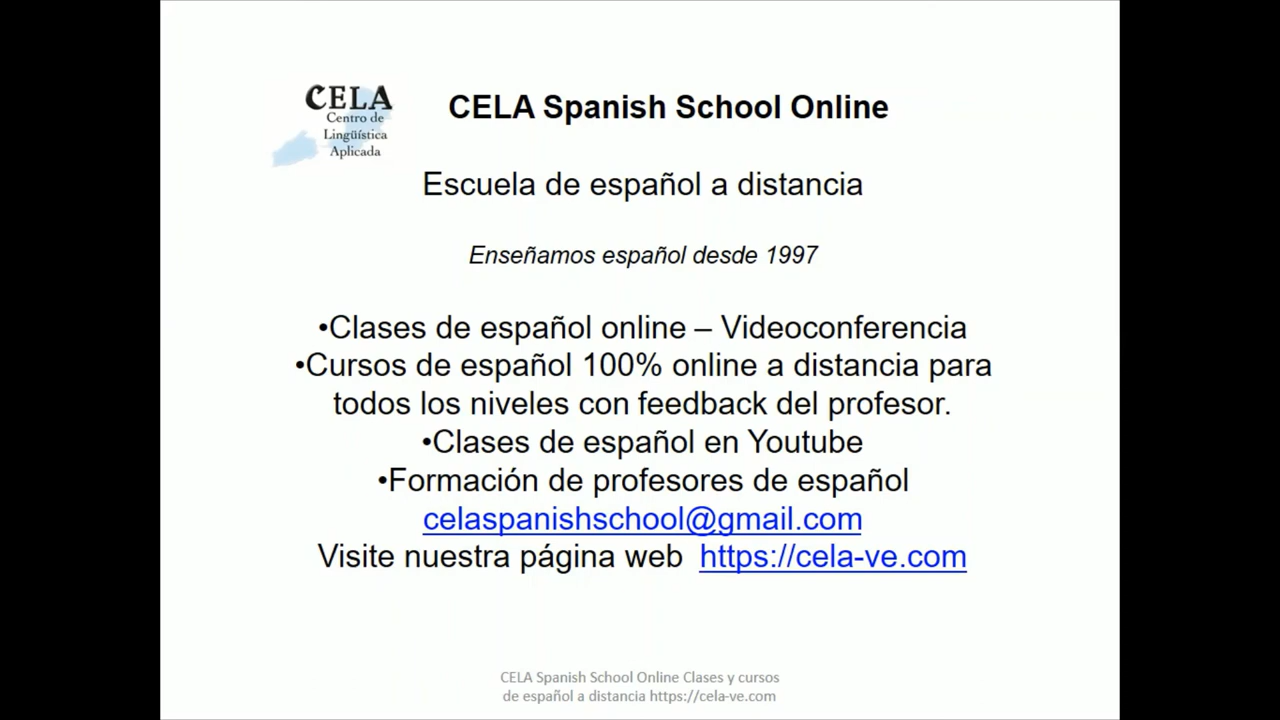 CELA
Centro de
Lingüística
Aplicada
CELA Spanish School Online
Escuela de español a distancia
Enseñamos español desde 1997
•Clases de español online – Videoconferencia
•Cursos de español 100% online a distancia para
todos los niveles con feedback del profesor.
•Clases de español en Youtube
•Formación de profesores de español
celaspanishschool@gmail.com
Visite nuestra página web https://cela-ve.com
CELA Spanish School Online Clases y cursos
de español a distancia https://cela-ve.com